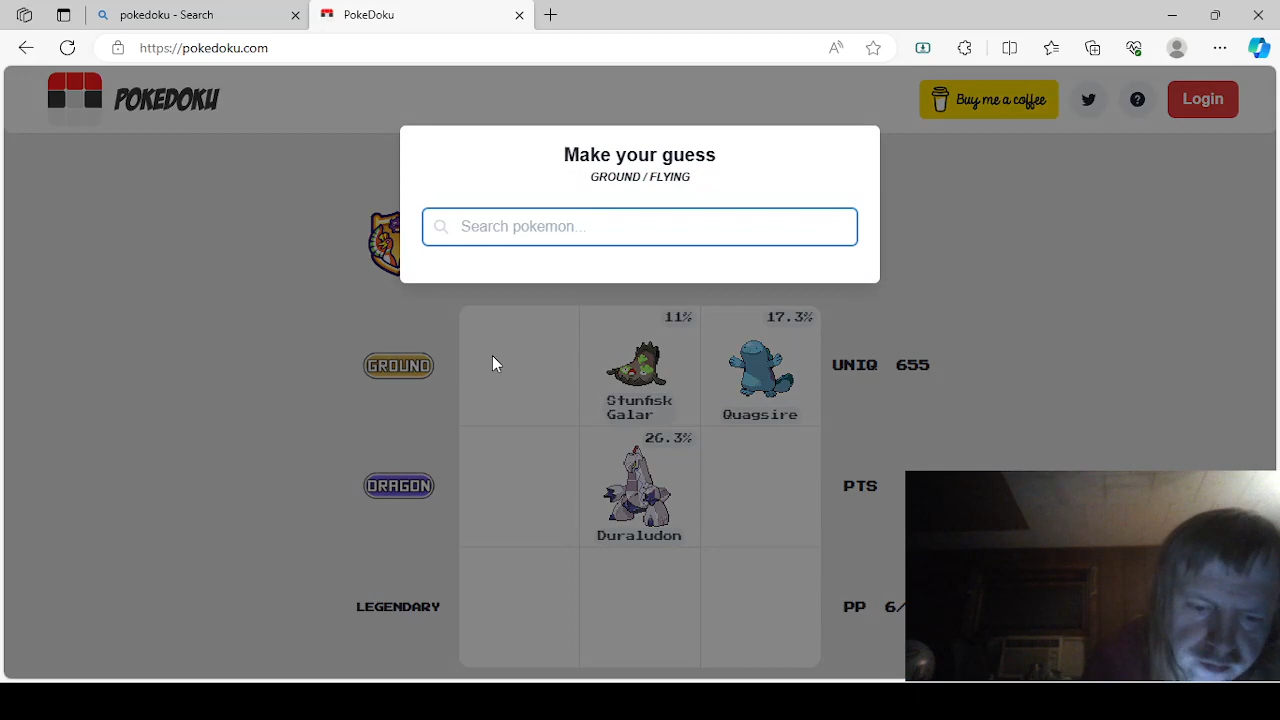 pokedoku - Search
PokeDoku
https://pokedoku.com
POKEDOKU
Buy me a coffee
Login
Make your guess
GROUND / FLYING
Search pokemon...
11%
17.3%
GROUND
Stunfisk
Galar
Quagsire
UNIQ 655
26.3%
DRAGON
Duraludon
PTS
LEGENDARY
PP 6/